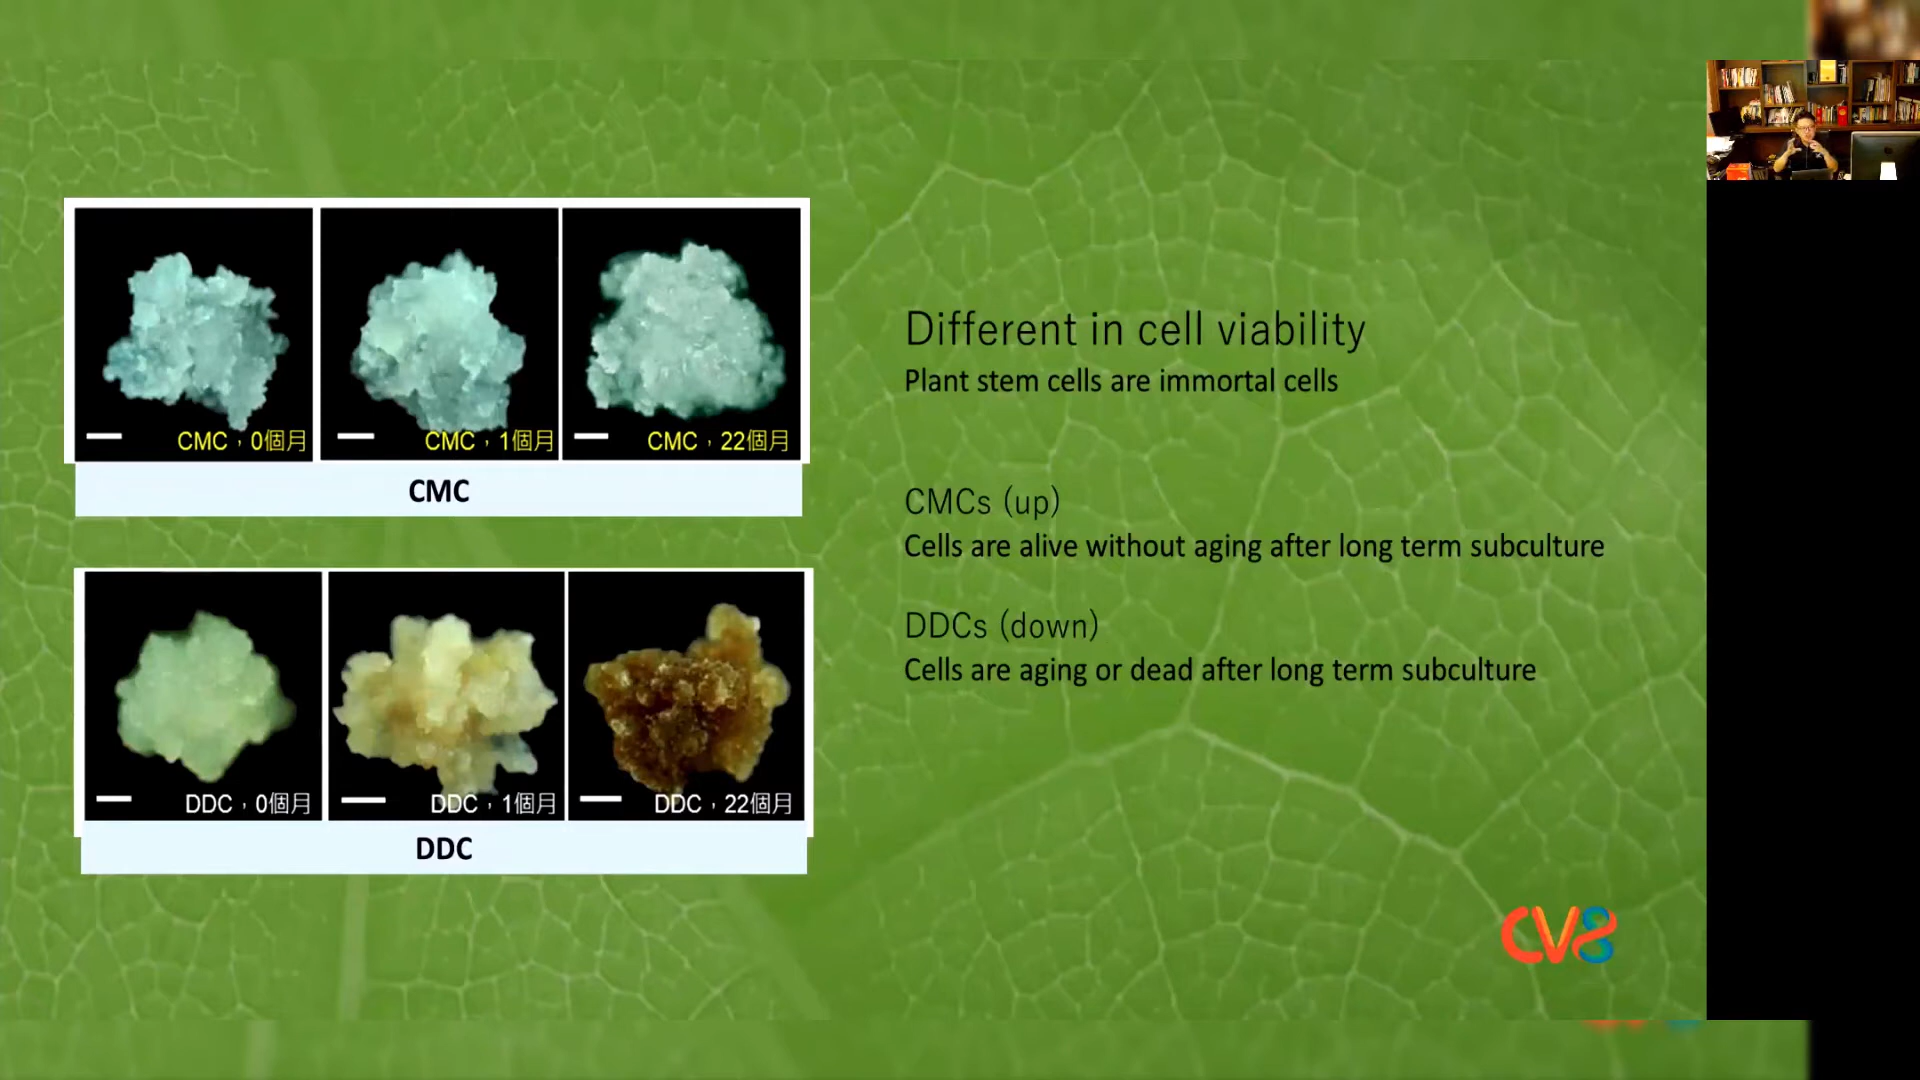 CMC，0個月
CMC，1個月
CMC，22個月
CMC
DDC，0個月
DDC，1個月
DDC，22個月
DDC
Different in cell viability
Plant stem cells are immortal cells
CMCs (up)
Cells are alive without aging after long term subculture
DDCs (down)
Cells are aging or dead after long term subculture
CV8